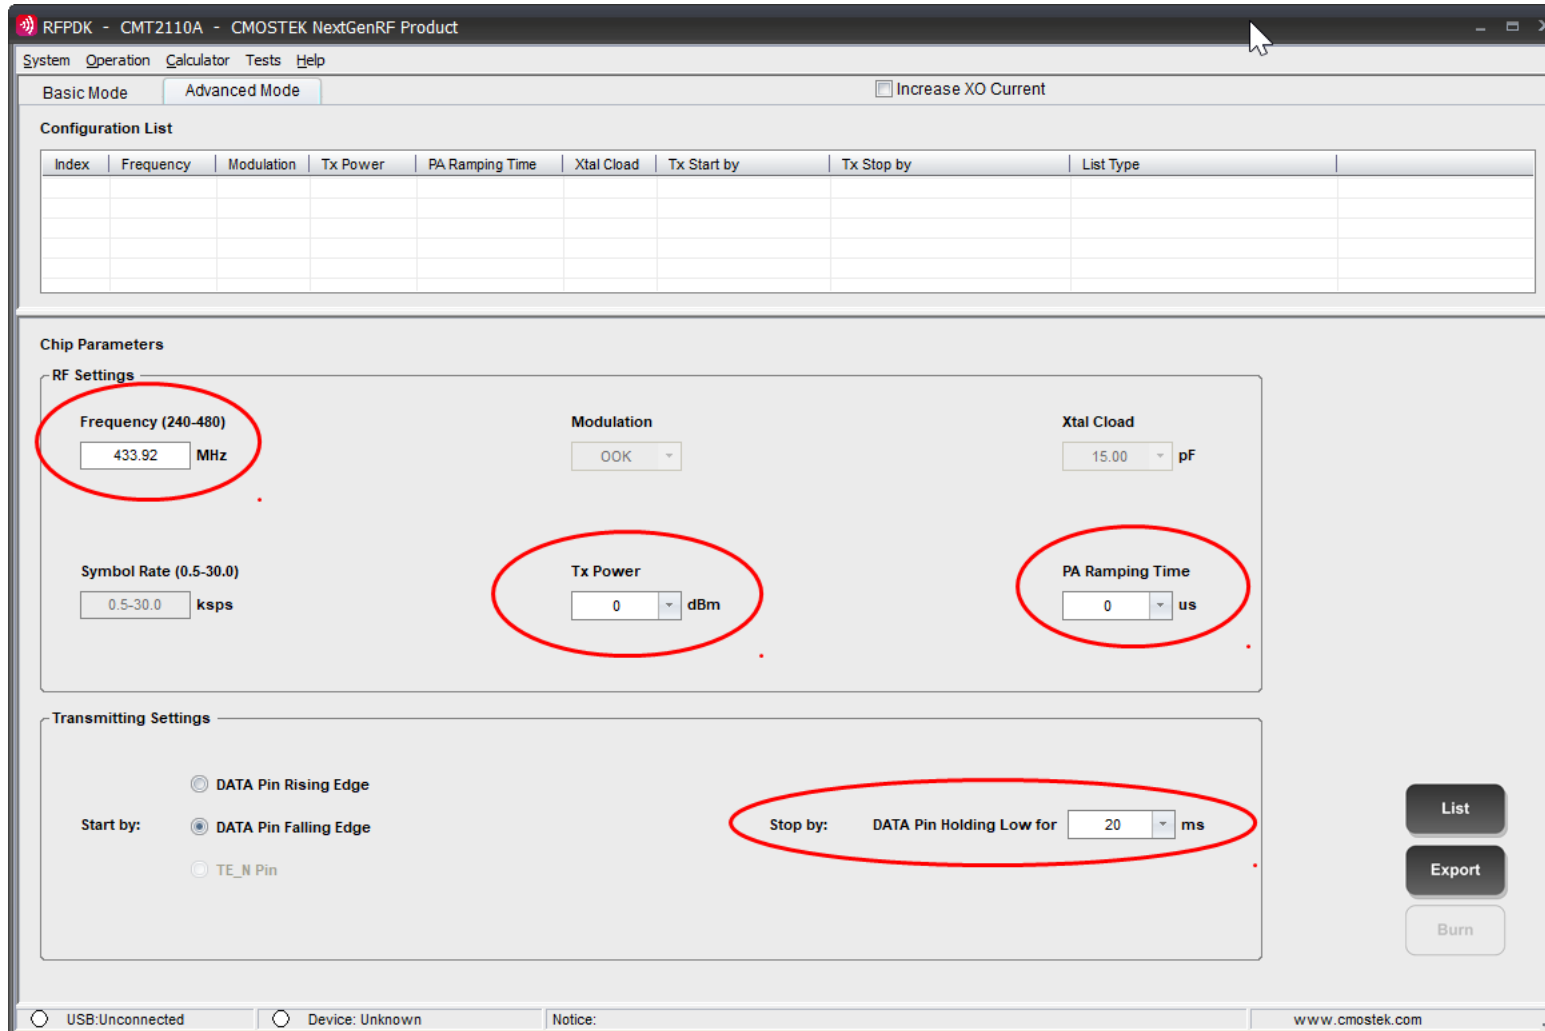 RFPDK - CMT2110A - CMOSTEK NextGenRF Product
System Operation Calculator Tests Help
Basic Mode Advanced Mode Increase XO Current
Configuration List
Index Frequency Modulation Tx Power PA Ramping Time Xtal Cload Tx Start by Tx Stop by List Type
Chip Parameters
RF Settings
Frequency (240-480) Modulation Xtal Cload
433.92 MHz OOK 15.00 pF
Symbol Rate (0.5-30.0) Tx Power PA Ramping Time
0.5-30.0 ksps 0 dBm 0 us
Transmitting Settings
DATA Pin Rising Edge
Start by: DATA Pin Falling Edge Stop by: DATA Pin Holding Low for 20 ms
TE_N Pin
List
Export
Burn
USB:Unconnected Device: Unknown Notice: www.cmostek.com